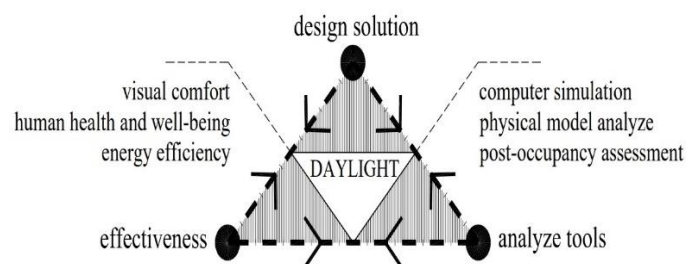 design solution
visual comfort
human health and well-being
energy efficiency
computer simulation
physical model analyze
post-occupancy assessment
DAYLIGHT
effectiveness
analyze tools